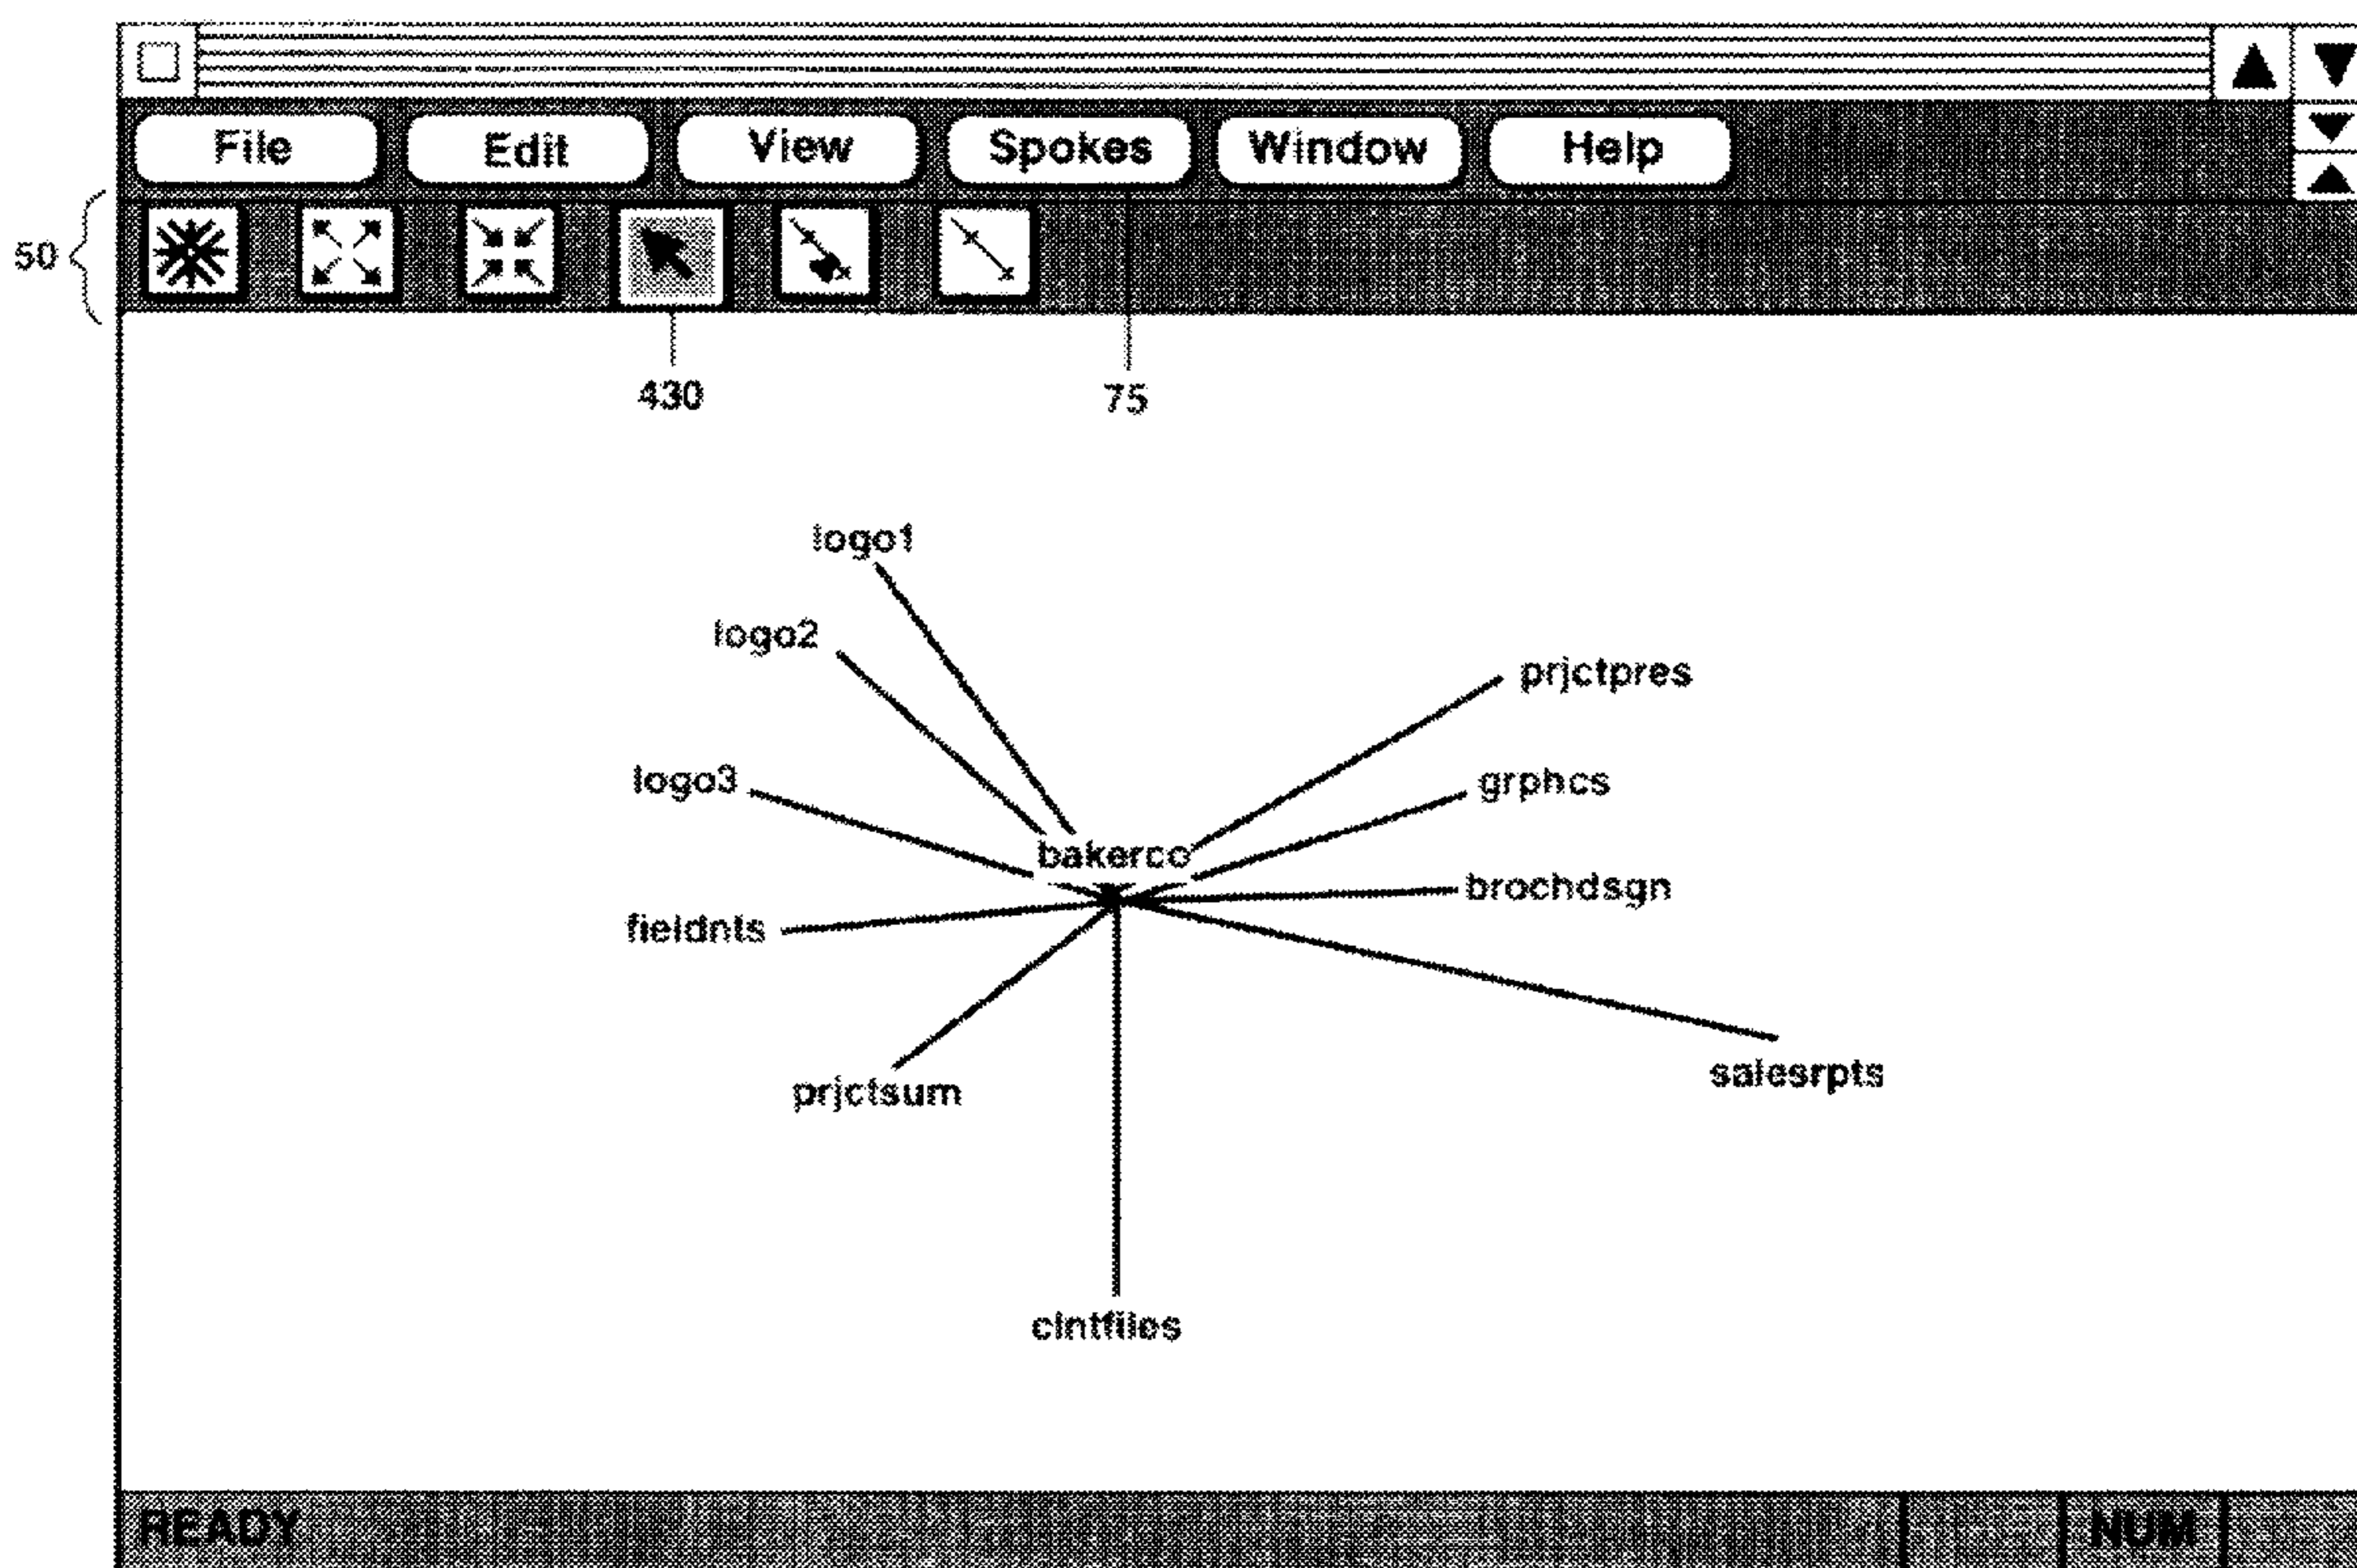 File Edit View Spokes Window Help
50
430 75
logo1
logo2
prjctpres
logo3 grphcs
bakerco
brochdsgn
fieldnts
salesrpts
prjctsum
clntfiles
READY NUM